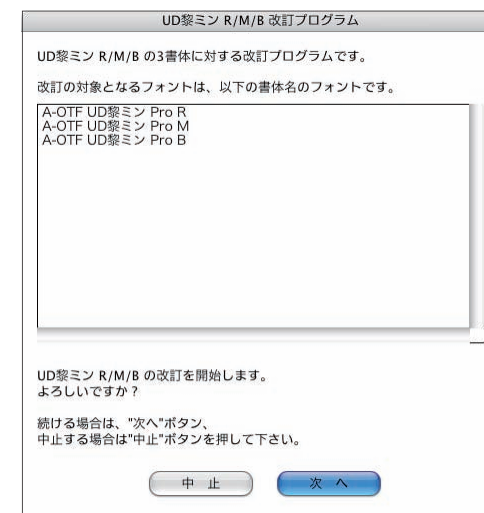 UD黎ミン R/M/B 改訂プログラム
UD黎ミン R/M/B の3書体に対する改訂プログラムです。
改訂の対象となるフォントは、以下の書体名のフォントです。
A-OTF UD黎ミン Pro R
A-OTF UD黎ミン Pro M
A-OTF UD黎ミン Pro B
UD黎ミン R/M/B の改訂を開始します。
よろしいですか？
続ける場合は、"次へ"ボタン、
中止する場合は"中止"ボタンを押して下さい。
中 止
次 へ